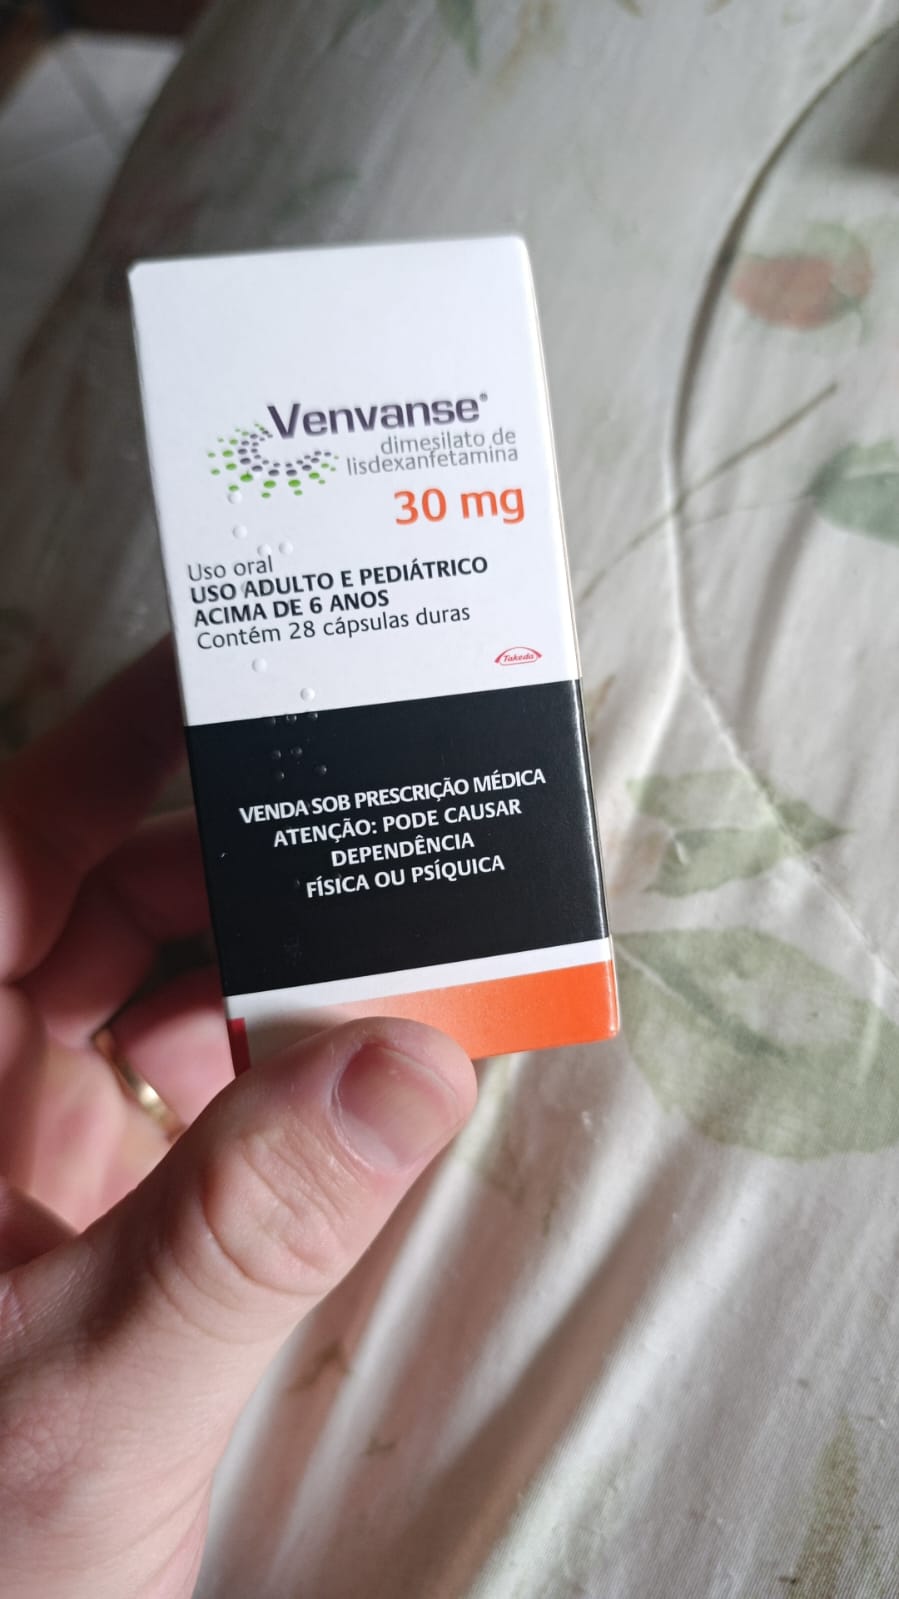 Venvanse®
dimesilato de
lisdexanfetamina
30 mg
Uso oral
USO ADULTO E PEDIÁTRICO
ACIMA DE 6 ANOS
Contém 28 cápsulas duras
Takeda
VENDA SOB PRESCRIÇÃO MÉDICA
ATENÇÃO: PODE CAUSAR
DEPENDÊNCIA
FÍSICA OU PSÍQUICA